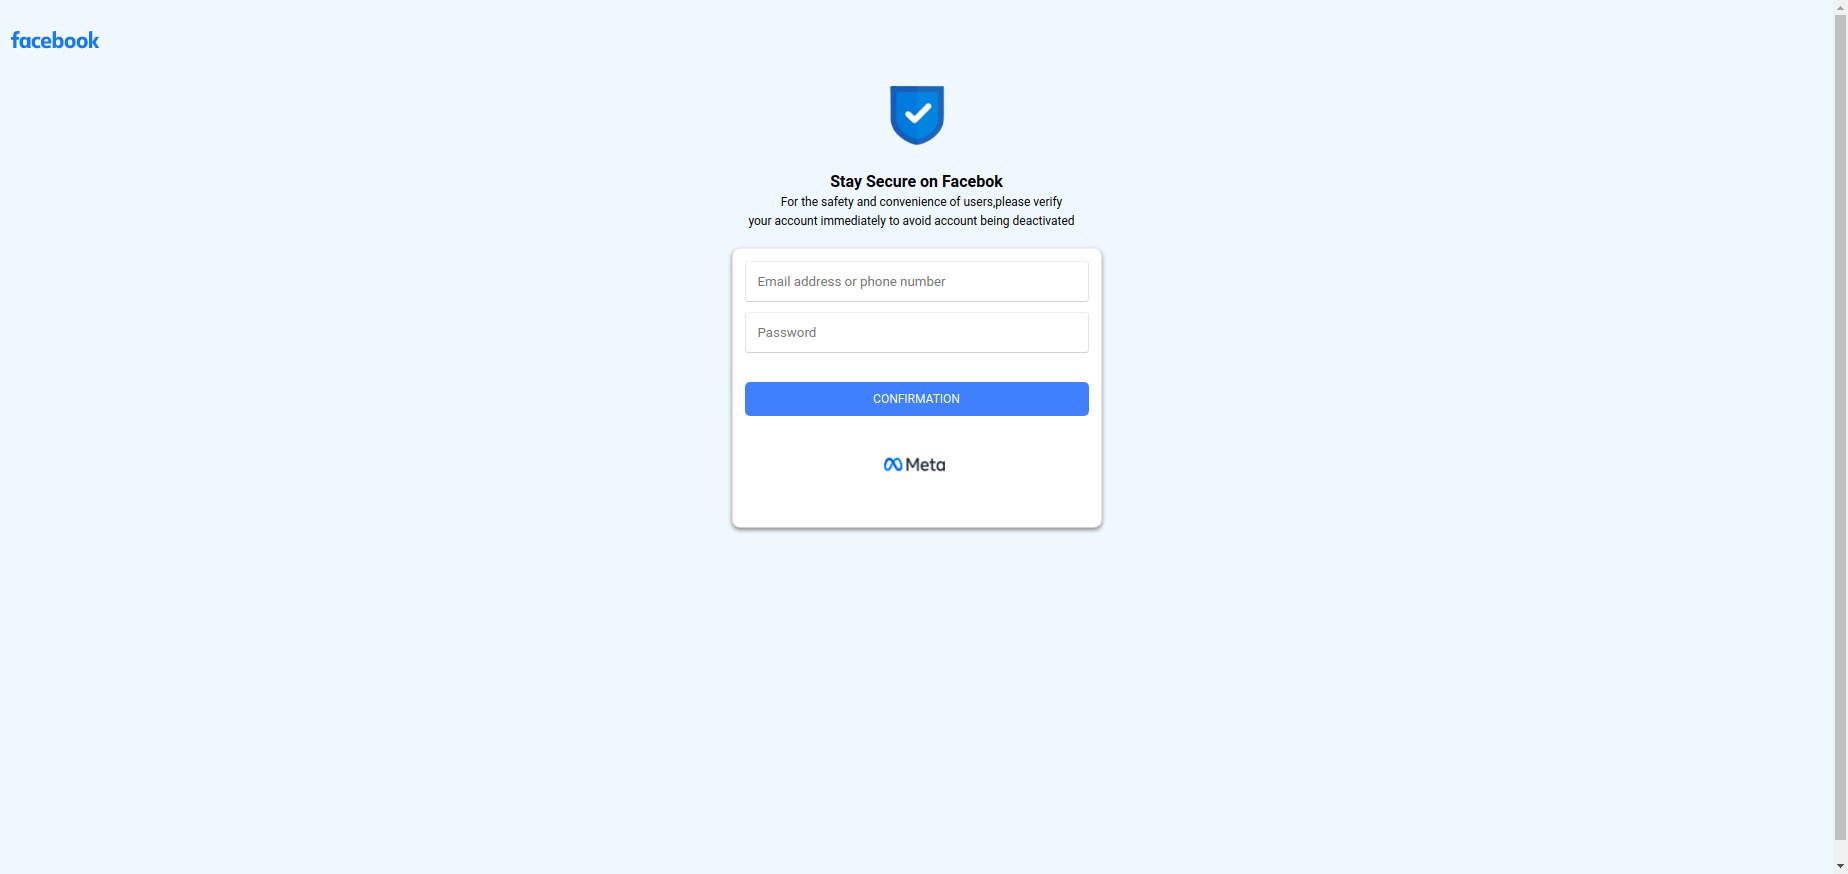 facebook
Stay Secure on Facebok
For the safety and convenience of users,please verify
your account immediately to avoid account being deactivated
Email address or phone number
Password
CONFIRMATION
Meta